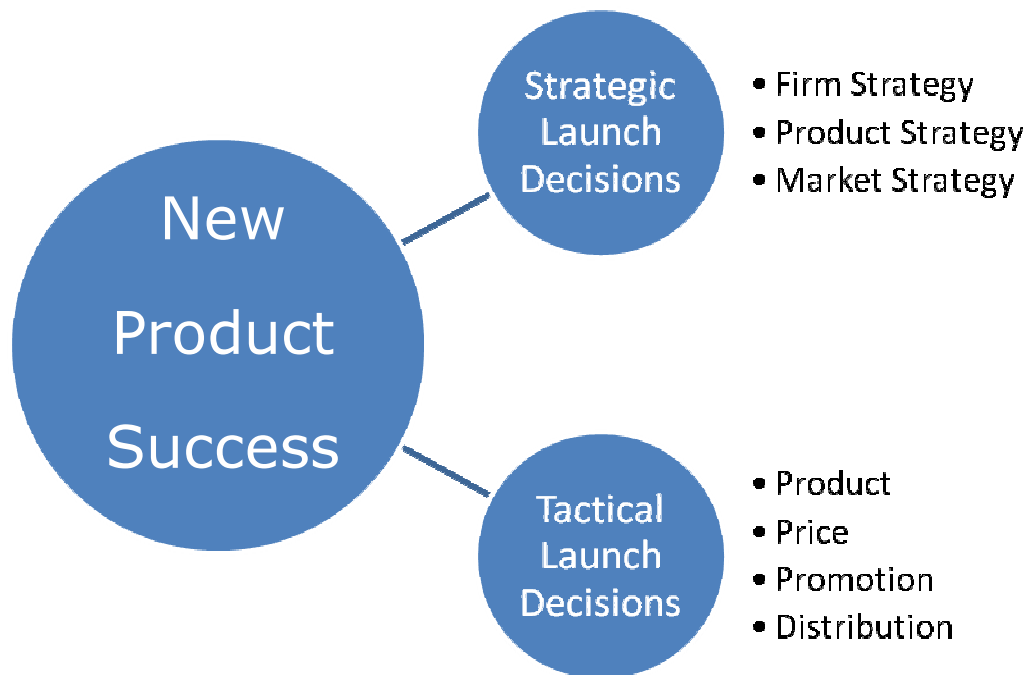 New
Product
Success
Strategic
Launch
Decisions
• Firm Strategy
• Product Strategy
• Market Strategy
Tactical
Launch
Decisions
• Product
• Price
• Promotion
• Distribution